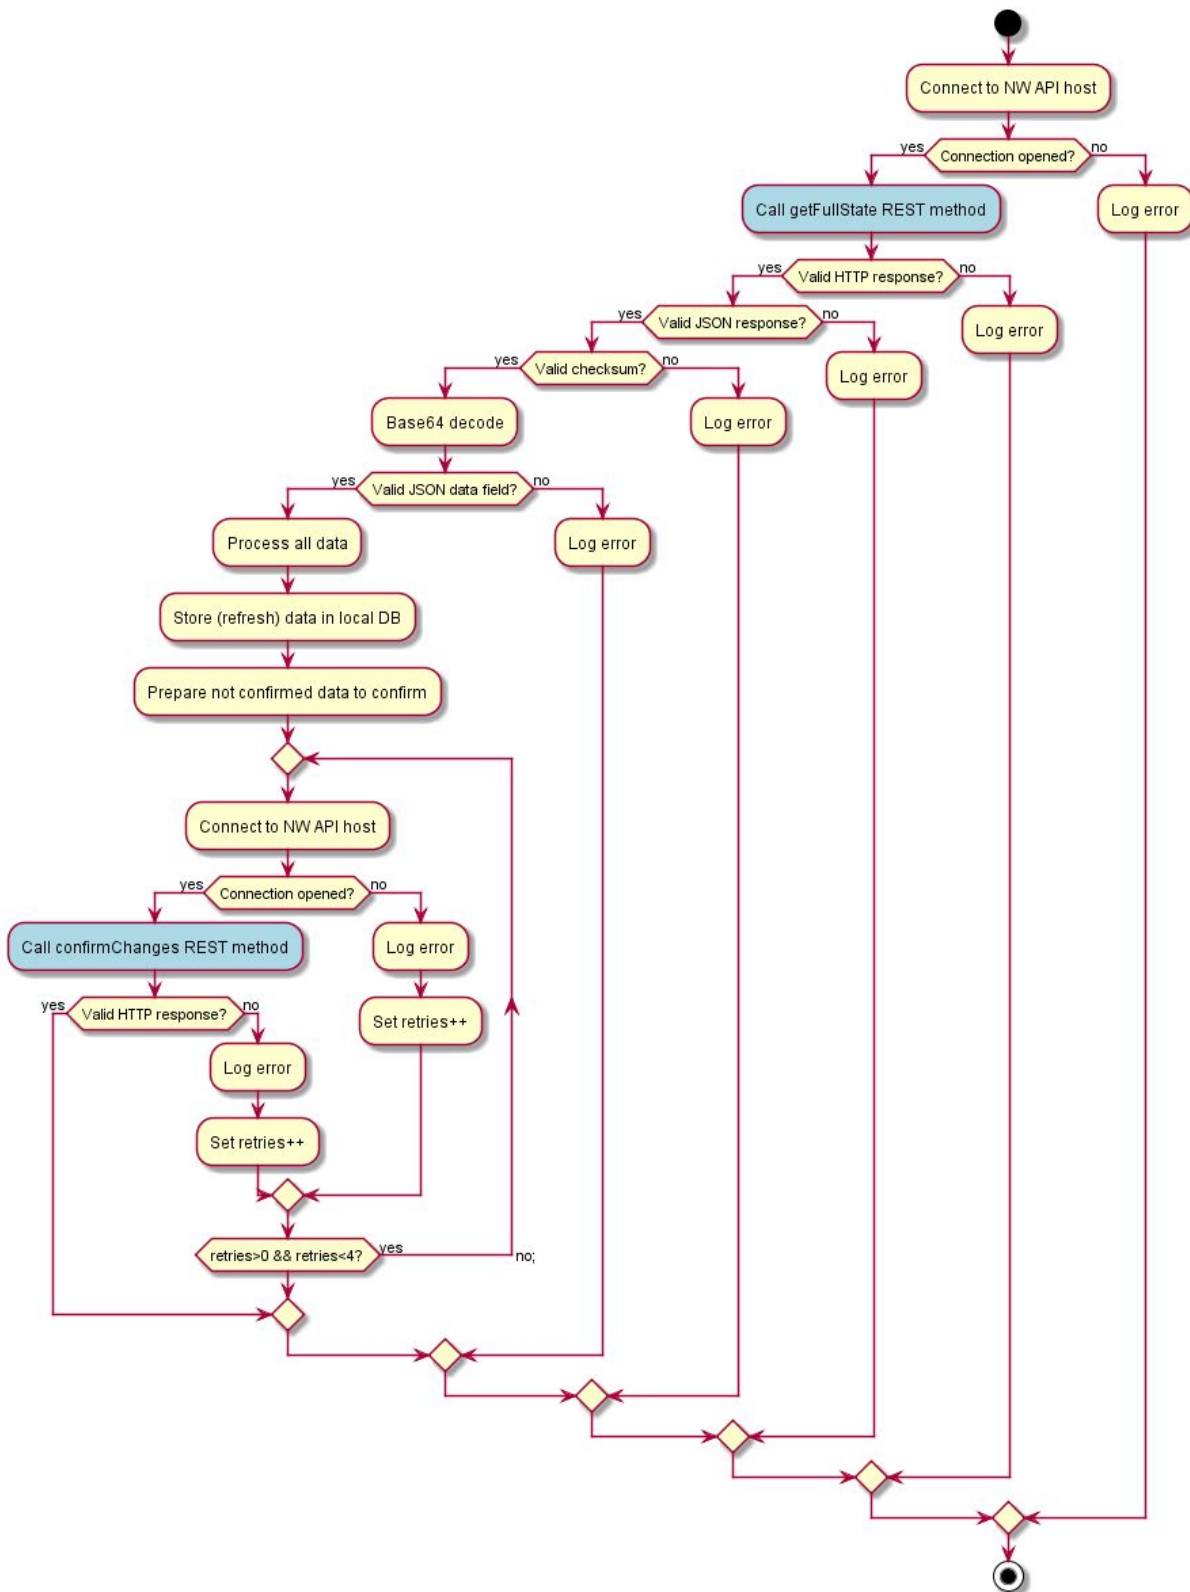 Connect to NW API host
yes
Connection opened?
no
Call getFullState REST method
Log error
yes
Valid HTTP response?
no
yes
Valid JSON response?
no
Log error
yes
Valid checksum?
no
Log error
Base64 decode
Log error
yes
Valid JSON data field?
no
Process all data
Log error
Store (refresh) data in local DB
Prepare not confirmed data to confirm
Connect to NW API host
yes
Connection opened?
no
Call confirmChanges REST method
Log error
yes
Valid HTTP response?
no
Set retries++
Log error
Set retries++
retries>0 && retries<4?
yes
no;